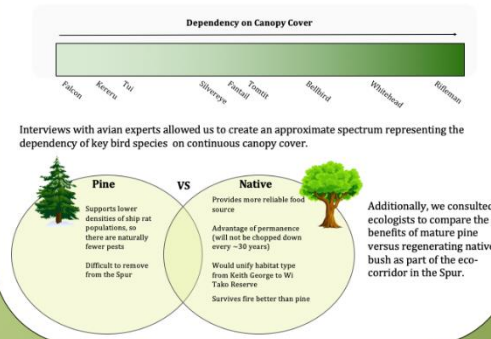 Dependency on Canopy Cover
Falcon
Kereru
Tui
Silvereye
Fantail
Tomtit
Bellbird
Whitehead
Rifleman
Interviews with avian experts allowed us to create an approximate spectrum representing the
dependency of key bird species on continuous canopy cover.
Pine
VS
Native
Supports lower
densities of ship rat
populations, so
there are naturally
fewer pests
Difficult to remove
from the Spur
Provides more reliable food
source
Advantage of permanence
(will not be chopped down
every ~30 years)
Would unify habitat type
from Keith George to Wi
Tako Reserve
Survives fire better than pine
Additionally, we consulted
ecologists to compare the
benefits of mature pine
versus regenerating native
bush as part of the eco-
corridor in the Spur.